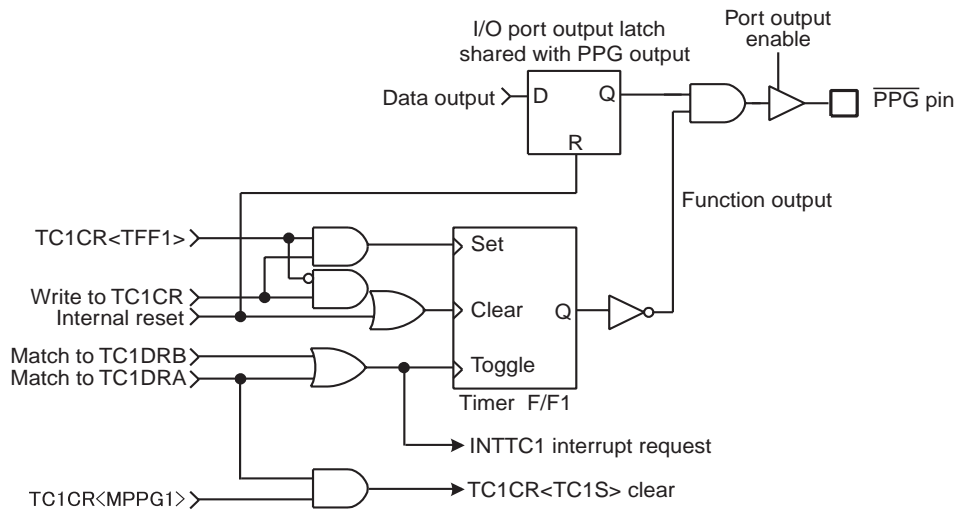 I/O port output latch
shared with PPG output
Port output
enable
Data output
D
Q
R
PPG pin
Function output
TC1CR<TFF1>
Set
Write to TC1CR
Internal reset
Clear
Q
Match to TC1DRB
Match to TC1DRA
Toggle
Timer F/F1
INTTC1 interrupt request
TC1CR<TC1S> clear
TC1CR<MPPG1>